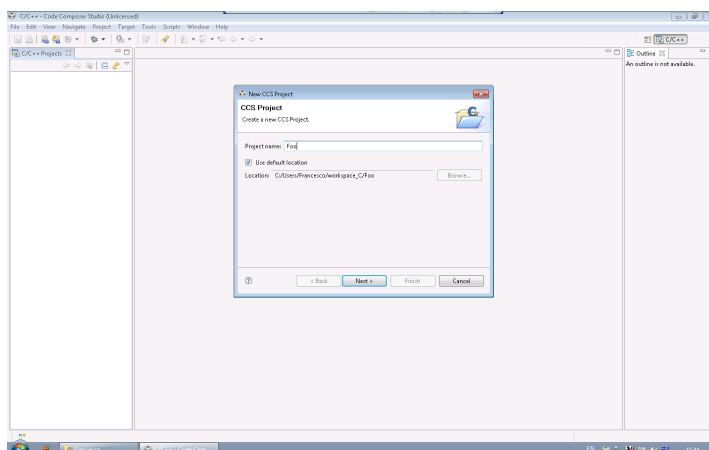 C/C++ - Code Composer Studio (Unlicensed)
File Edit View Navigate Project Target Tools Scripts Window Help
C/C++
C/C++ Projects
Outline
An outline is not available.
New CCS Project
CCS Project
Create a new CCS Project.
Project name: Foo
Use default location
Location: C:/Users/Francesco/workspace_C/Foo Browse...
< Back Next > Finish Cancel
EN